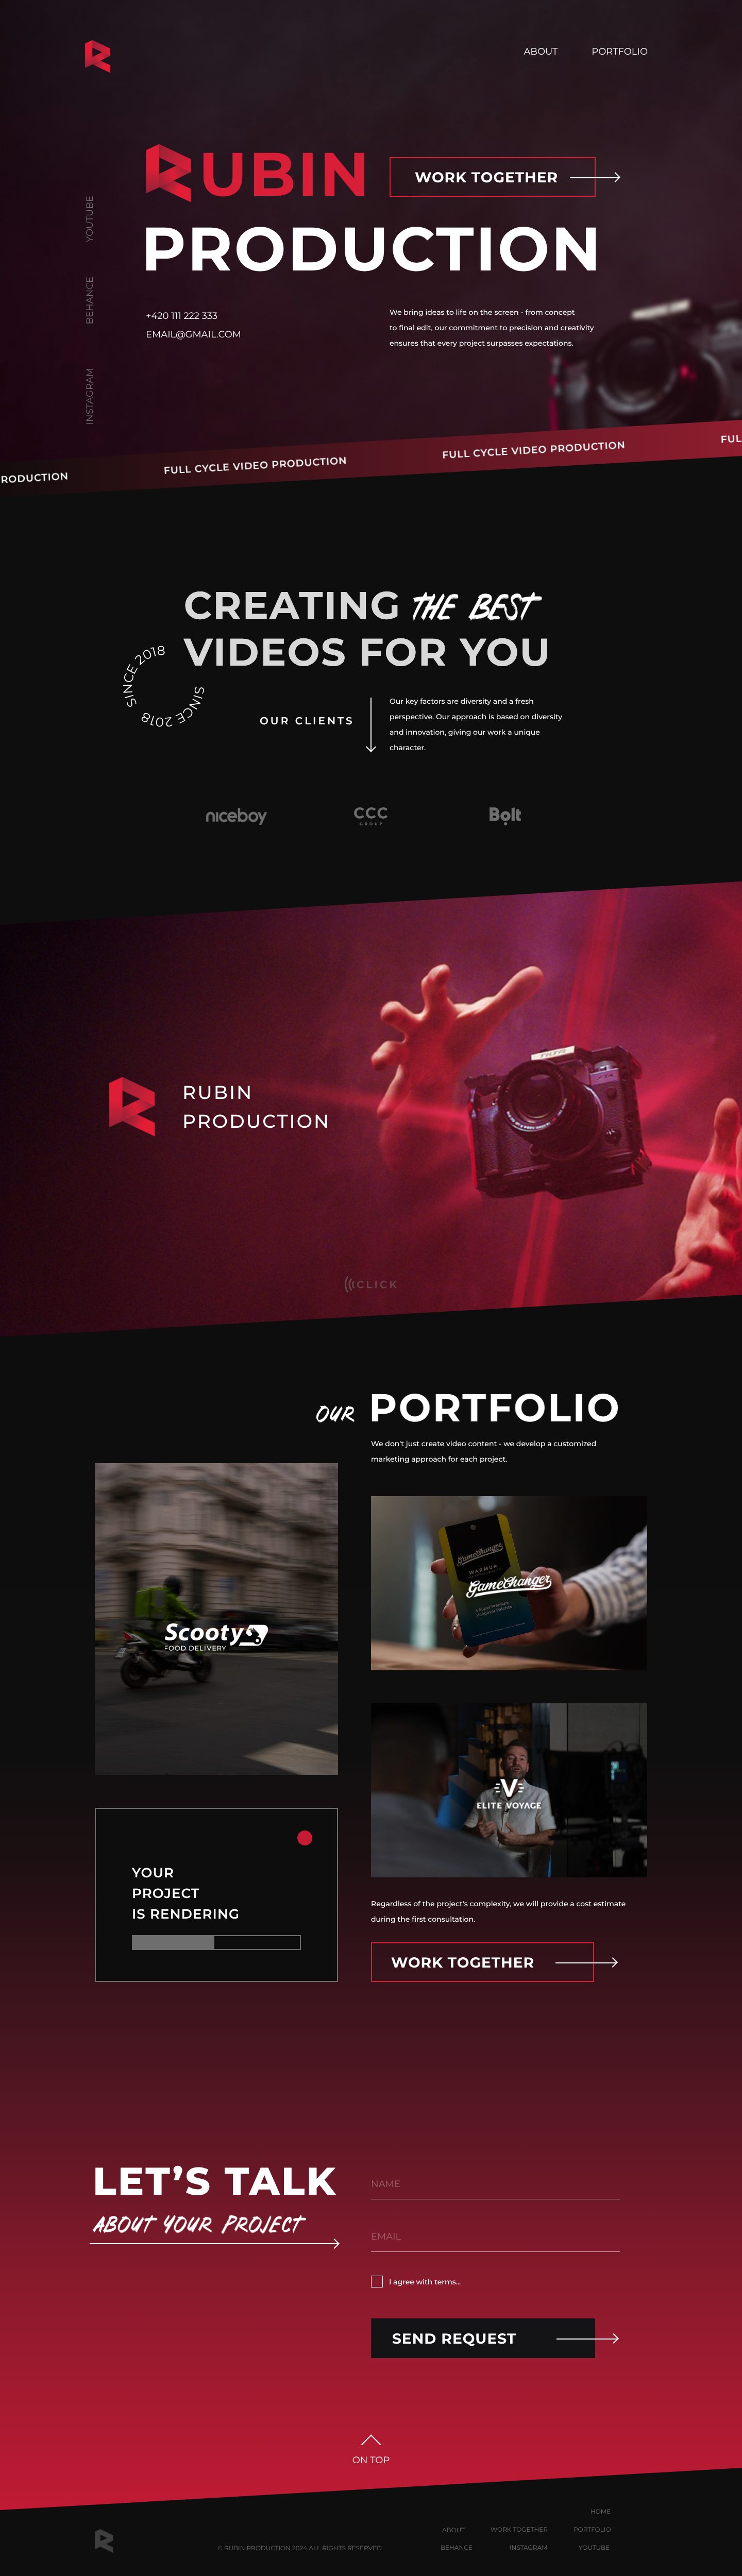 ABOUT
PORTFOLIO
RUBIN
WORK TOGETHER
PRODUCTION
YOUTUBE
BEHANCE
INSTAGRAM
+420 111 222 333
EMAIL@GMAIL.COM
We bring ideas to life on the screen - from concept
to final edit, our commitment to precision and creativity
ensures that every project surpasses expectations.
RODUCTION FULL CYCLE VIDEO PRODUCTION FULL CYCLE VIDEO PRODUCTION FUL
CREATING THE BEST
VIDEOS FOR YOU
SINCE 2018 SINCE 2018
OUR CLIENTS
Our key factors are diversity and a fresh
perspective. Our approach is based on diversity
and innovation, giving our work a unique
character.
niceboy
CCC
GROUP
Bolt
RUBIN
PRODUCTION
CLICK
OUR PORTFOLIO
We don't just create video content - we develop a customized
marketing approach for each project.
Scooty
FOOD DELIVERY
GameChanger
WARMUP
GameChanger
ELITE VOYAGE
YOUR
PROJECT
IS RENDERING
Regardless of the project's complexity, we will provide a cost estimate
during the first consultation.
WORK TOGETHER
LET'S TALK
ABOUT YOUR PROJECT
NAME
EMAIL
I agree with terms...
SEND REQUEST
ON TOP
HOME
ABOUT WORK TOGETHER PORTFOLIO
© RUBIN PRODUCTION 2024 ALL RIGHTS RESERVED
BEHANCE INSTAGRAM YOUTUBE